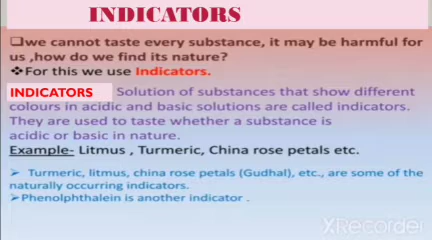 INDICATORS
❑we cannot taste every substance, it may be harmful for
us ,how do we find its nature?
❖For this we use Indicators.
INDICATORS Solution of substances that show different
colours in acidic and basic solutions are called indicators.
They are used to taste whether a substance is
acidic or basic in nature.
Example- Litmus , Turmeric, China rose petals etc.
➢ Turmeric, litmus, china rose petals (Gudhal), etc., are some of the
naturally occurring indicators.
➢Phenolphthalein is another indicator .
XRecorder